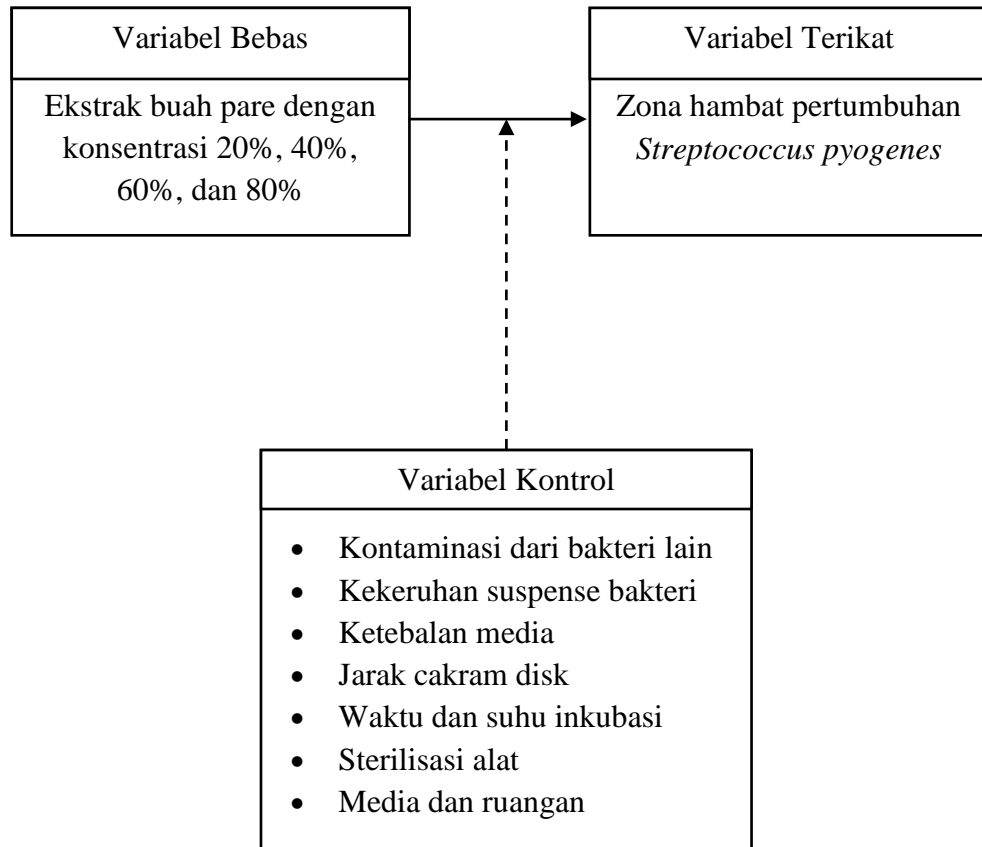 Variabel Bebas
Ekstrak buah pare dengan
konsentrasi 20%, 40%,
60%, dan 80%
Variabel Terikat
Zona hambat pertumbuhan
Streptococcus pyogenes
Variabel Kontrol
• Kontaminasi dari bakteri lain
• Kekeruhan suspense bakteri
• Ketebalan media
• Jarak cakram disk
• Waktu dan suhu inkubasi
• Sterilisasi alat
• Media dan ruangan